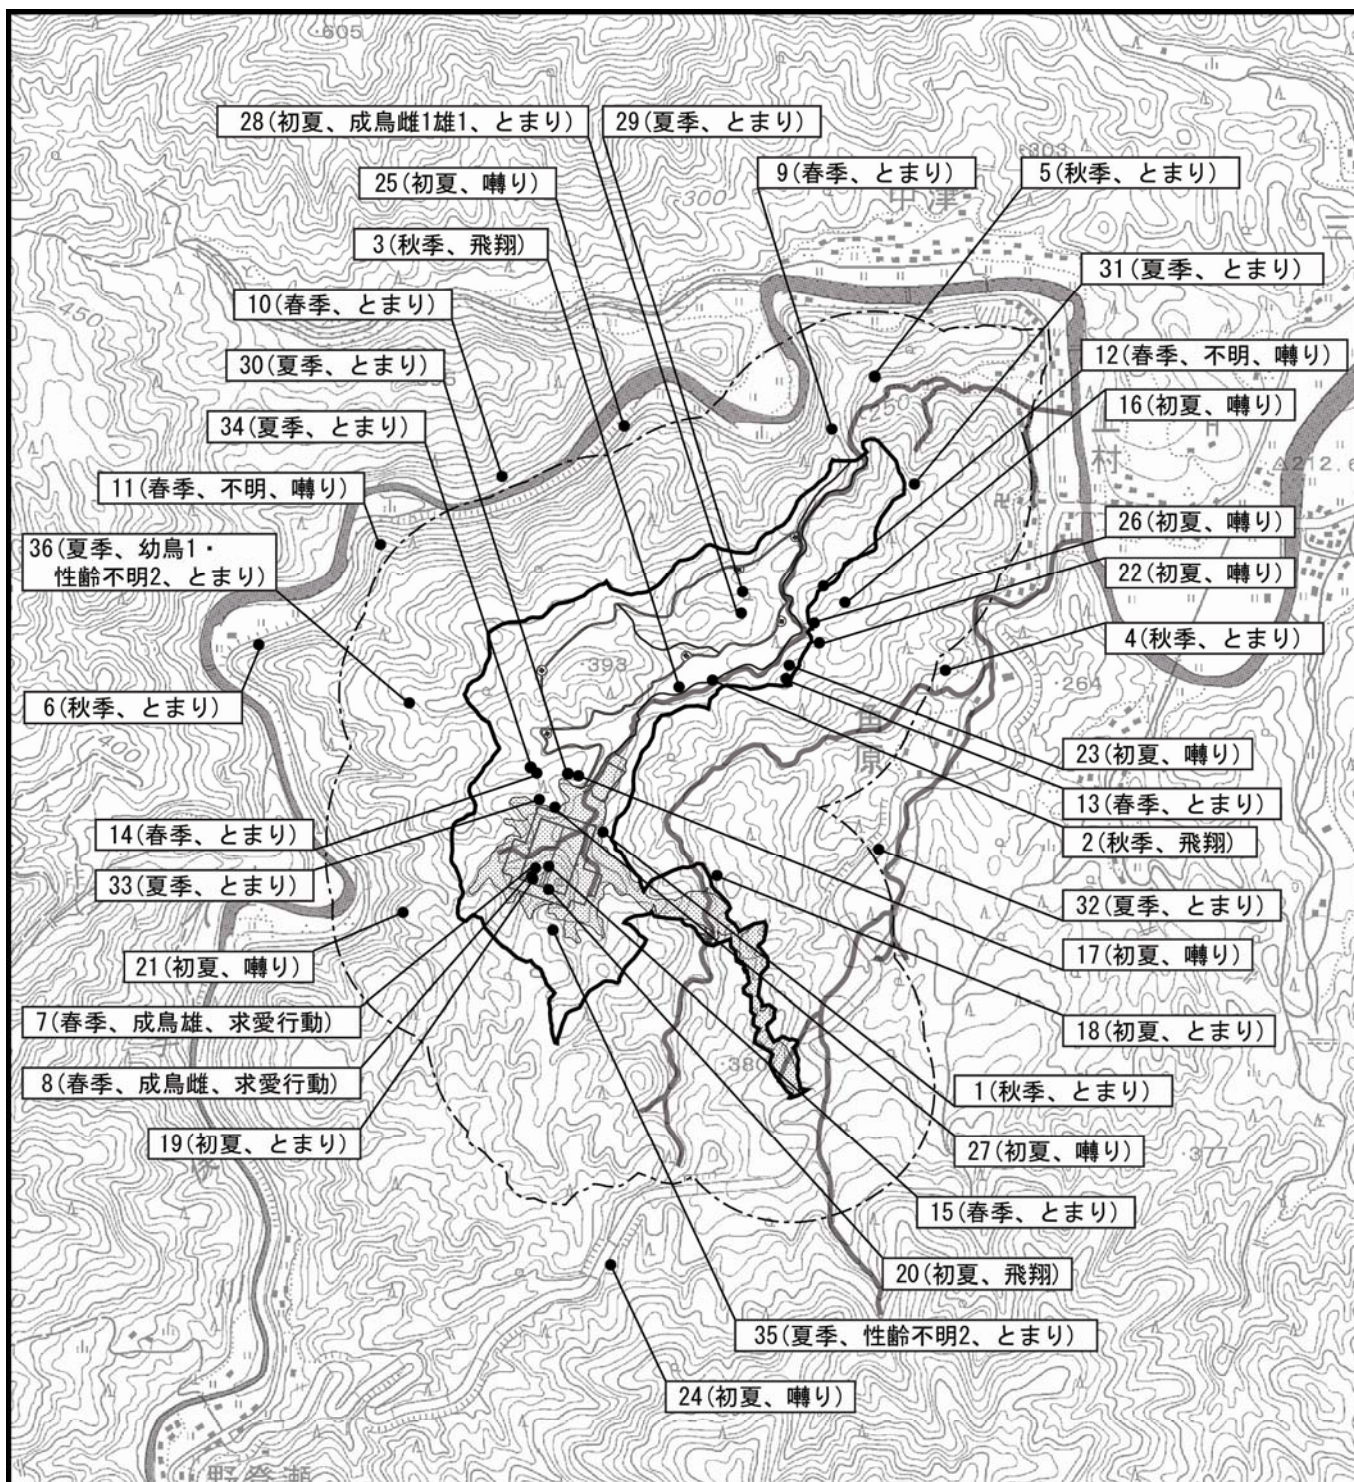 ・605
28(初夏、成鳥雌1雄1、とまり)
29(夏季、とまり)
・303
25(初夏、囀り)
9(春季、とまり)
5(秋季、とまり)
・300
中津
三
3(秋季、飛翔)
31(夏季、とまり)
10(春季、とまり)
450
12(春季、不明、囀り)
30(夏季、とまり)
250
16(初夏、囀り)
34(夏季、とまり)
上村
△212.6
11(春季、不明、囀り)
26(初夏、囀り)
36(夏季、幼鳥1・
性齢不明2、とまり)
22(初夏、囀り)
4(秋季、とまり)
・393
・264
6(秋季、とまり)
400
23(初夏、囀り)
13(春季、とまり)
14(春季、とまり)
2(秋季、飛翔)
33(夏季、とまり)
32(夏季、とまり)
21(初夏、囀り)
17(初夏、囀り)
7(春季、成鳥雄、求愛行動)
18(初夏、とまり)
8(春季、成鳥雌、求愛行動)
・380
1(秋季、とまり)
19(初夏、とまり)
27(初夏、囀り)
・377
15(春季、とまり)
20(初夏、飛翔)
川
35(夏季、性齢不明2、とまり)
24(初夏、囀り)
野登瀬